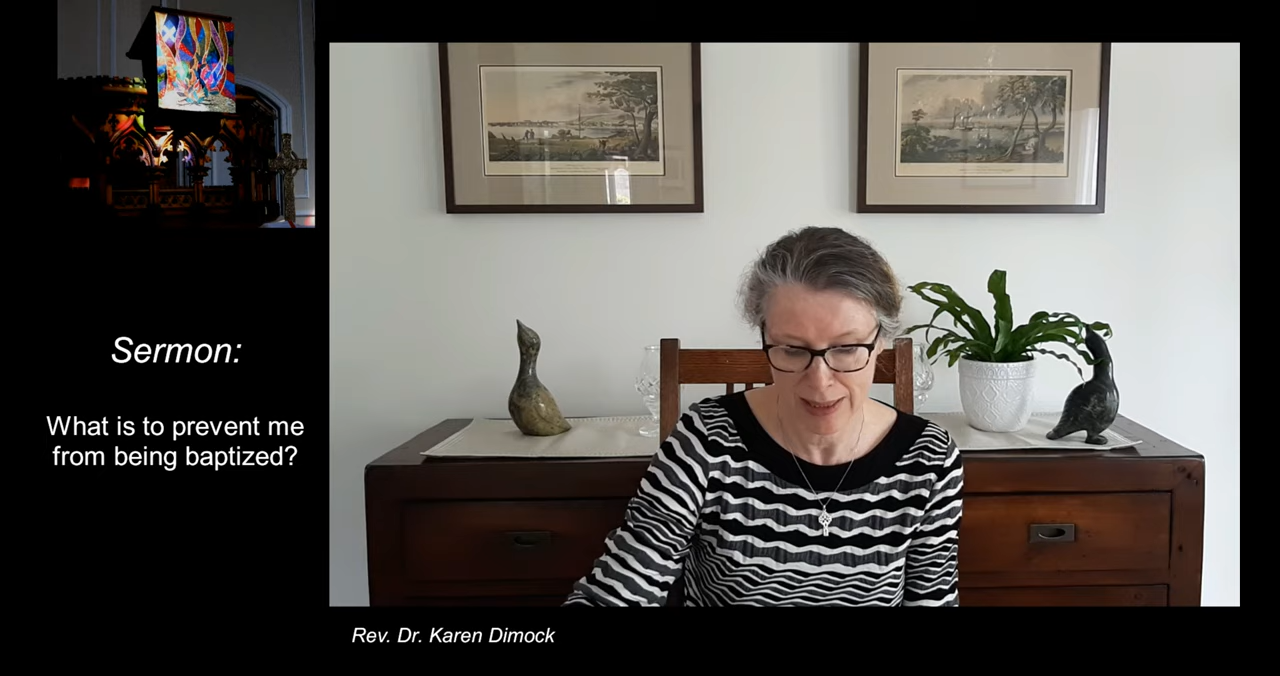 Sermon:
What is to prevent me
from being baptized?
Rev. Dr. Karen Dimock